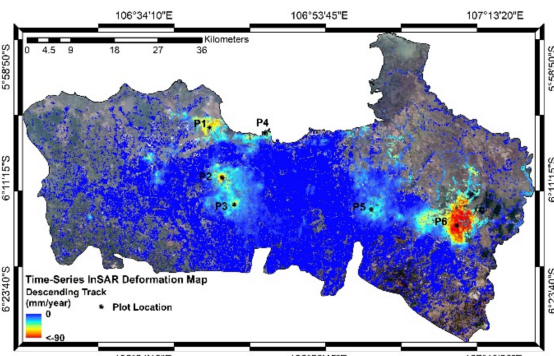 106°34'10"E 106°53'45"E 107°13'20"E
Kilometers
0 4.5 9 18 27 36
5°58'50"S 5°58'50"S
P1 P4
6°11'15"S 6°11'15"S
P2
P3 P5
P6
6°23'40"S 6°23'40"S
Time-Series InSAR Deformation Map
Descending Track
(mm/year)
0
Plot Location
<-90